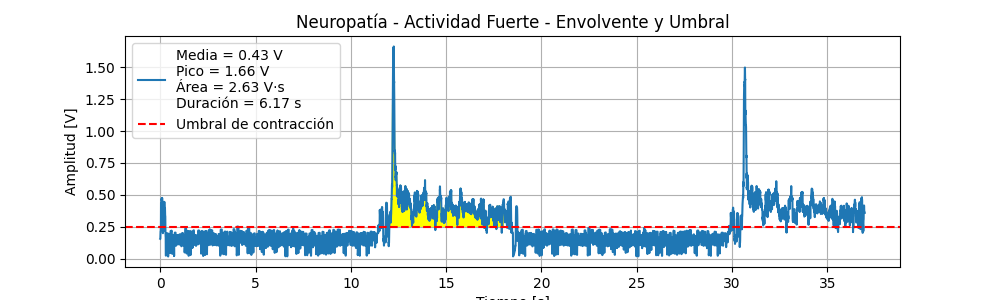 Neuropatía - Actividad Fuerte - Envolvente y Umbral
Media = 0.43 V
Pico = 1.66 V
Área = 2.63 V·s
Duración = 6.17 s
Umbral de contracción
Amplitud [V]
1.50
1.25
1.00
0.75
0.50
0.25
0.00
0 5 10 15 20 25 30 35
Tiempo [s]